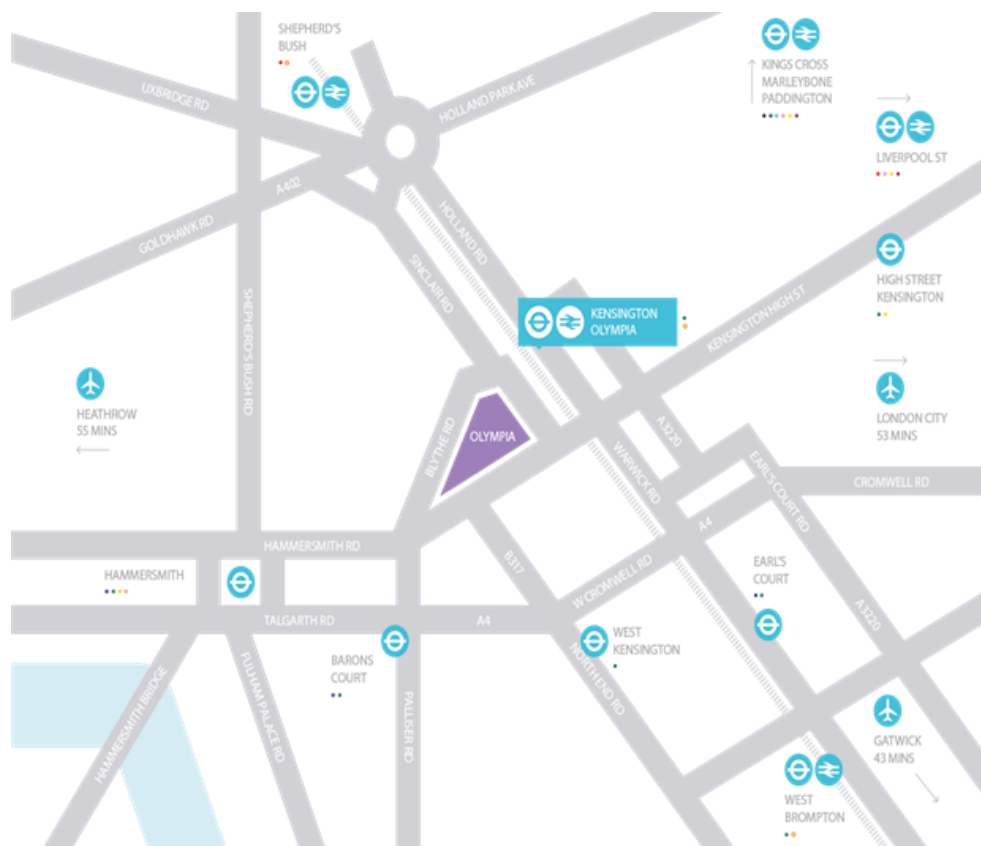 SHEPHERD'S
BUSH
UXBRIDGE RD
HOLLAND PARK AVE
KINGS CROSS
MARLEYBONE
PADDINGTON
LIVERPOOL ST
A402
GOLDHAWK RD
HOLLAND RD
SINCLAIR RD
HIGH STREET
KENSINGTON
KENSINGTON
OLYMPIA
KENSINGTON HIGH ST
SHEPHERD'S BUSH RD
HEATHROW
55 MINS
LONDON CITY
53 MINS
BLYTHE RD
OLYMPIA
A3220
WARWICK RD
EARL'S COURT RD
CROMWELL RD
A4
HAMMERSMITH RD
B317
W CROMWELL RD
EARL'S
COURT
HAMMERSMITH
A3220
TALGARTH RD
A4
WEST
KENSINGTON
BARONS
COURT
NORTH END RD
HAMMERSMITH BRIDGE
FULHAM PALACE RD
PALLISER RD
GATWICK
43 MINS
WEST
BROMPTON